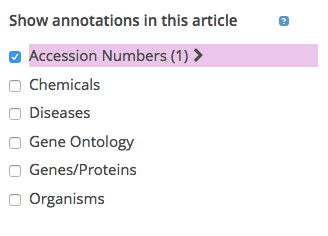 Show annotations in this article ?
Accession Numbers (1)
Chemicals
Diseases
Gene Ontology
Genes/Proteins
Organisms